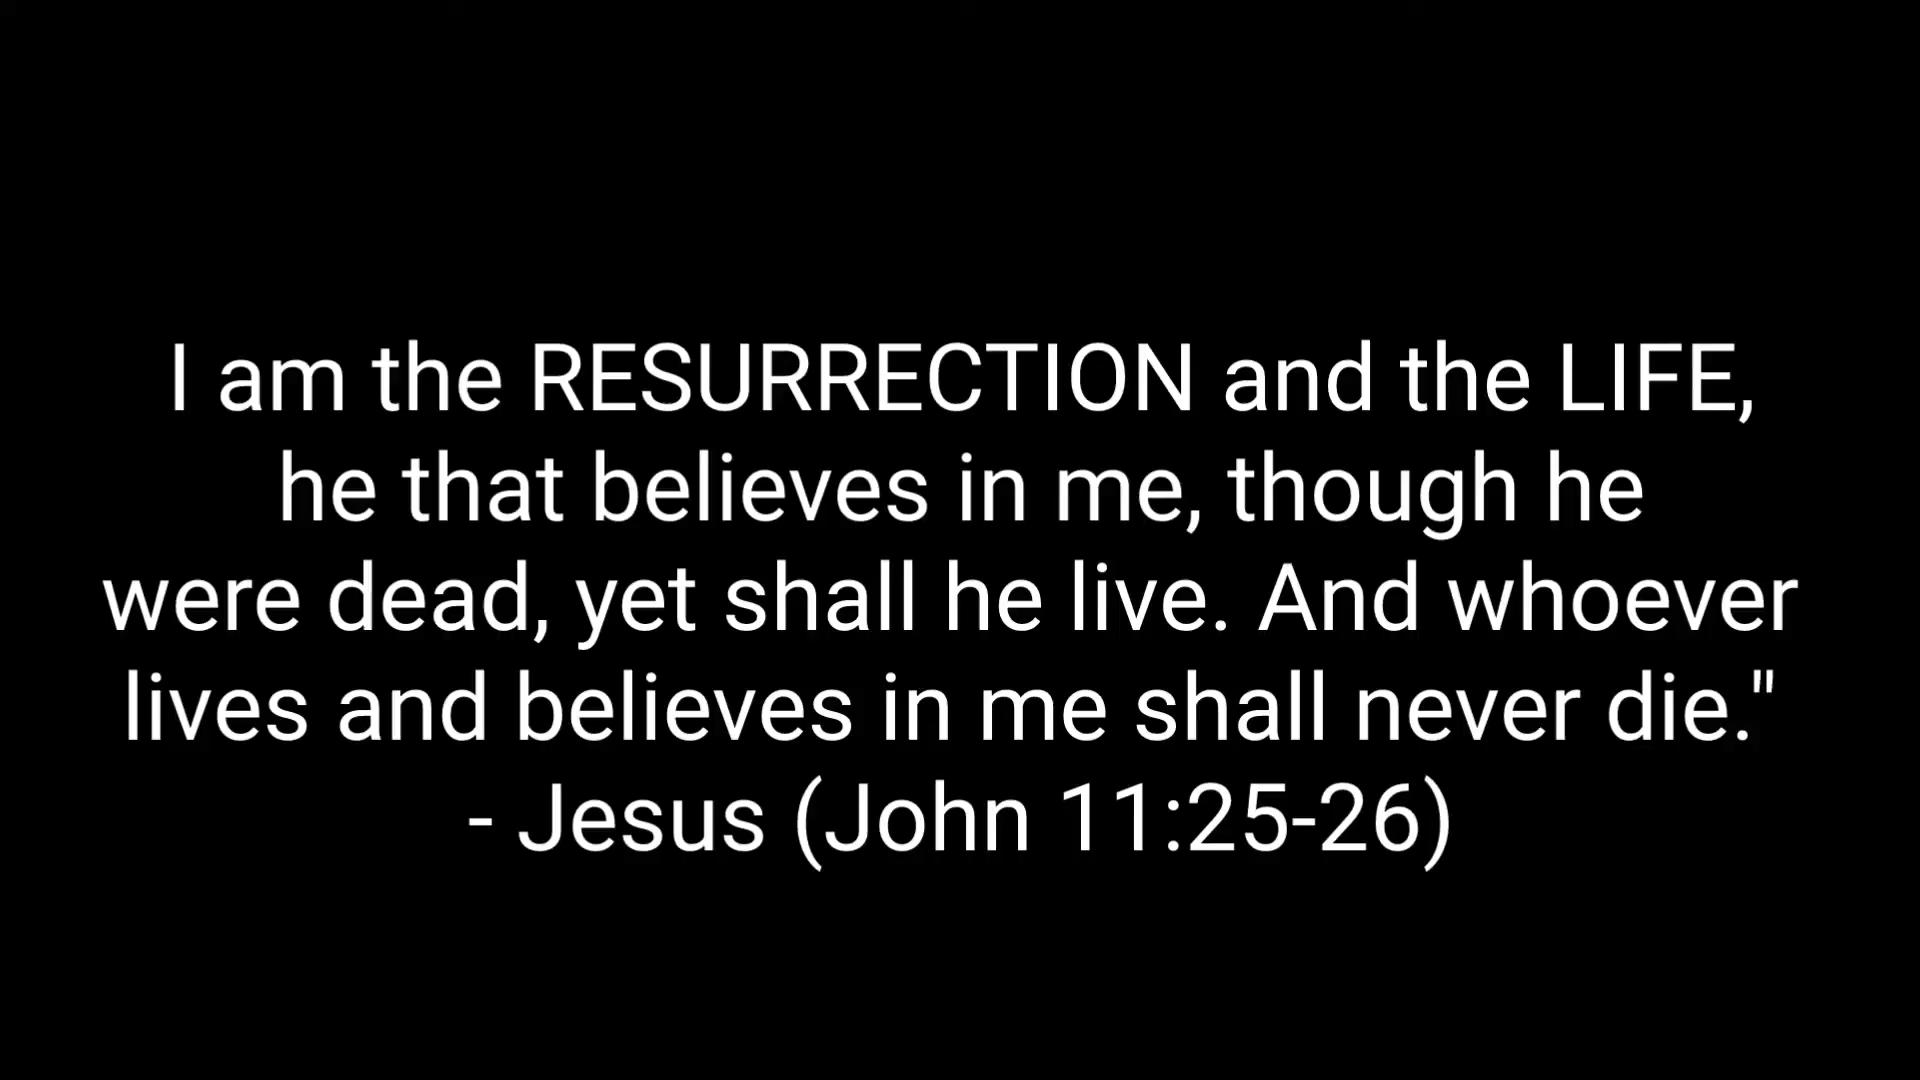 I am the RESURRECTION and the LIFE,
he that believes in me, though he
were dead, yet shall he live. And whoever
lives and believes in me shall never die."
- Jesus (John 11:25-26)